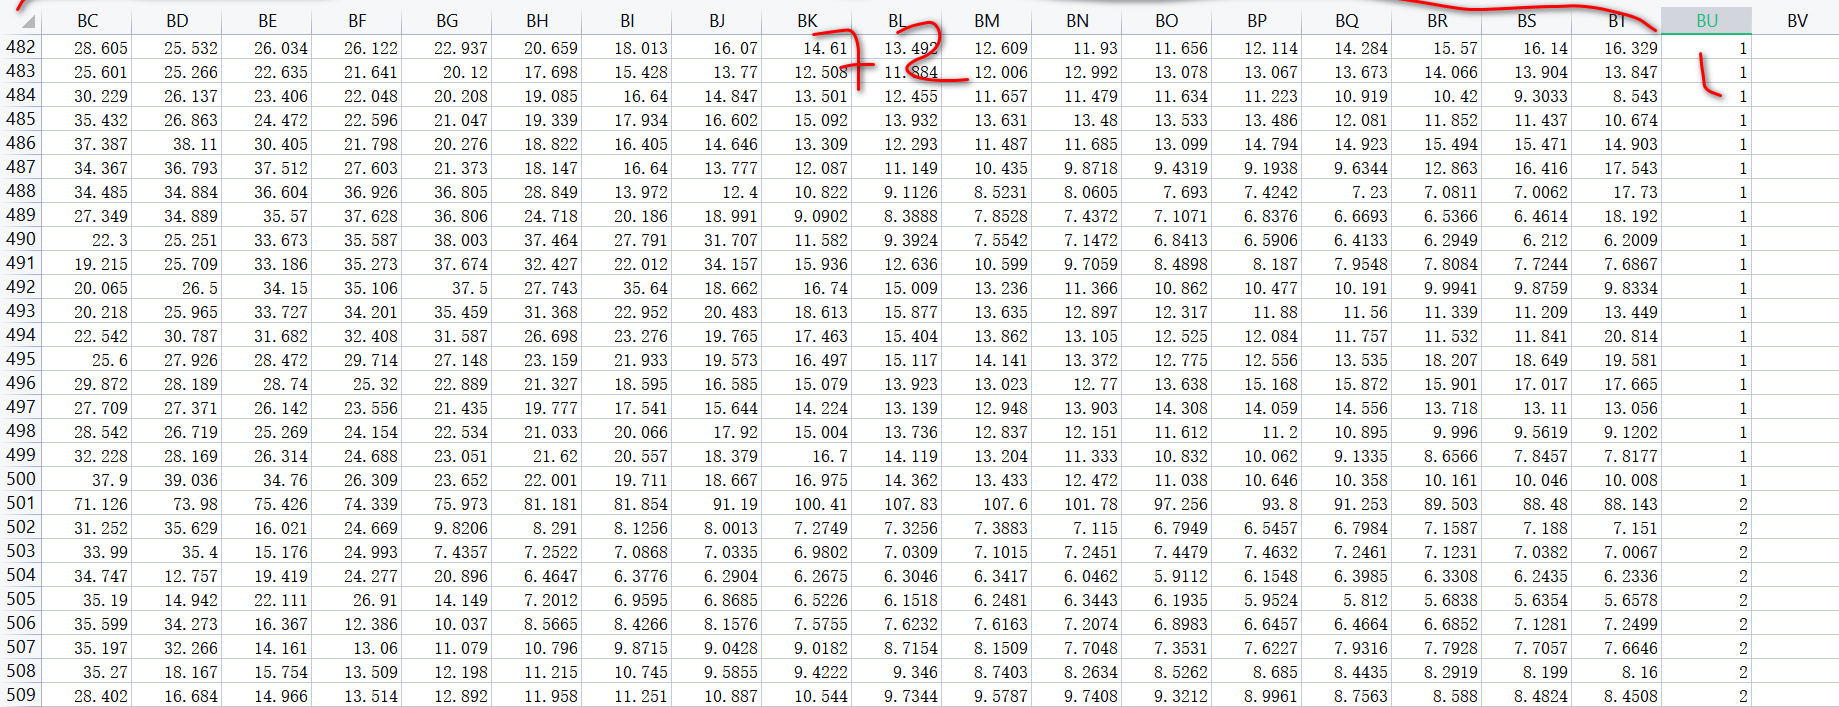 BC BD BE BF BG BH BI BJ BK BL BM BN BO BP BQ BR BS BT BU BV
72
1
482 28.605 25.532 26.034 26.122 22.937 20.659 18.013 16.07 14.61 13.492 12.609 11.93 11.656 12.114 14.284 15.57 16.14 16.329 1
483 25.601 25.266 22.635 21.641 20.12 17.698 15.428 13.77 12.508 11.884 12.006 12.992 13.078 13.067 13.673 14.066 13.904 13.847 1
484 30.229 26.137 23.406 22.048 20.208 19.085 16.64 14.847 13.501 12.455 11.657 11.479 11.634 11.223 10.919 10.42 9.3033 8.543 1
485 35.432 26.863 24.472 22.596 21.047 19.339 17.934 16.602 15.092 13.932 13.631 13.48 13.533 13.486 12.081 11.852 11.437 10.674 1
486 37.387 38.11 30.405 21.798 20.276 18.822 16.405 14.646 13.309 12.293 11.487 11.685 13.099 14.794 14.923 15.494 15.471 14.903 1
487 34.367 36.793 37.512 27.603 21.373 18.147 16.64 13.777 12.087 11.149 10.435 9.8718 9.4319 9.1938 9.6344 12.863 16.416 17.543 1
488 34.485 34.884 36.604 36.926 36.805 28.849 13.972 12.4 10.822 9.1126 8.5231 8.0605 7.693 7.4242 7.23 7.0811 7.0062 17.73 1
489 27.349 34.889 35.57 37.628 36.806 24.718 20.186 18.991 9.0902 8.3888 7.8528 7.4372 7.1071 6.8376 6.6693 6.5366 6.4614 18.192 1
490 22.3 25.251 33.673 35.587 38.003 37.464 27.791 31.707 11.582 9.3924 7.5542 7.1472 6.8413 6.5906 6.4133 6.2949 6.212 6.2009 1
491 19.215 25.709 33.186 35.273 37.674 32.427 22.012 34.157 15.936 12.636 10.599 9.7059 8.4898 8.187 7.9548 7.8084 7.7244 7.6867 1
492 20.065 26.5 34.15 35.106 37.5 27.743 35.64 18.662 16.74 15.009 13.236 11.366 10.862 10.477 10.191 9.9941 9.8759 9.8334 1
493 20.218 25.965 33.727 34.201 35.459 31.368 22.952 20.483 18.613 15.877 13.635 12.897 12.317 11.88 11.56 11.339 11.209 13.449 1
494 22.542 30.787 31.682 32.408 31.587 26.698 23.276 19.765 17.463 15.404 13.862 13.105 12.525 12.084 11.757 11.532 11.841 20.814 1
495 25.6 27.926 28.472 29.714 27.148 23.159 21.933 19.573 16.497 15.117 14.141 13.372 12.775 12.556 13.535 18.207 18.649 19.581 1
496 29.872 28.189 28.74 25.32 22.889 21.327 18.595 16.585 15.079 13.923 13.023 12.77 13.638 15.168 15.872 15.901 17.017 17.665 1
497 27.709 27.371 26.142 23.556 21.435 19.777 17.541 15.644 14.224 13.139 12.948 13.903 14.308 14.059 14.556 13.718 13.11 13.056 1
498 28.542 26.719 25.269 24.154 22.534 21.033 20.066 17.92 15.004 13.736 12.837 12.151 11.612 11.2 10.895 9.996 9.5619 9.1202 1
499 32.228 28.169 26.314 24.688 23.051 21.62 20.557 18.379 16.7 14.119 13.204 11.333 10.832 10.062 9.1335 8.6566 7.8457 7.8177 1
500 37.9 39.036 34.76 26.309 23.652 22.001 19.711 18.667 16.975 14.362 13.433 12.472 11.038 10.646 10.358 10.161 10.046 10.008 1
501 71.126 73.98 75.426 74.339 75.973 81.181 81.854 91.19 100.41 107.83 107.6 101.78 97.256 93.8 91.253 89.503 88.48 88.143 2
502 31.252 35.629 16.021 24.669 9.8206 8.291 8.1256 8.0013 7.2749 7.3256 7.3883 7.115 6.7949 6.5457 6.7984 7.1587 7.188 7.151 2
503 33.99 35.4 15.176 24.993 7.4357 7.2522 7.0868 7.0335 6.9802 7.0309 7.1015 7.2451 7.4479 7.4632 7.2461 7.1231 7.0382 7.0067 2
504 34.747 12.757 19.419 24.277 20.896 6.4647 6.3776 6.2904 6.2675 6.3046 6.3417 6.0462 5.9112 6.1548 6.3985 6.3308 6.2435 6.2336 2
505 35.19 14.942 22.111 26.91 14.149 7.2012 6.9595 6.8685 6.5226 6.1518 6.2481 6.3443 6.1935 5.9524 5.812 5.6838 5.6354 5.6578 2
506 35.599 34.273 16.367 12.386 10.037 8.5665 8.4266 8.1576 7.5755 7.6232 7.6163 7.2074 6.8983 6.6457 6.4664 6.6852 7.1281 7.2499 2
507 35.197 32.266 14.161 13.06 11.079 10.796 9.8715 9.0428 9.0182 8.7154 8.1509 7.7048 7.3531 7.6227 7.9316 7.7928 7.7057 7.6646 2
508 35.27 18.167 15.754 13.509 12.198 11.215 10.745 9.5855 9.4222 9.346 8.7403 8.2634 8.5262 8.685 8.4435 8.2919 8.199 8.16 2
509 28.402 16.684 14.966 13.514 12.892 11.958 11.251 10.887 10.544 9.7344 9.5787 9.7408 9.3212 8.9961 8.7563 8.588 8.4824 8.4508 2